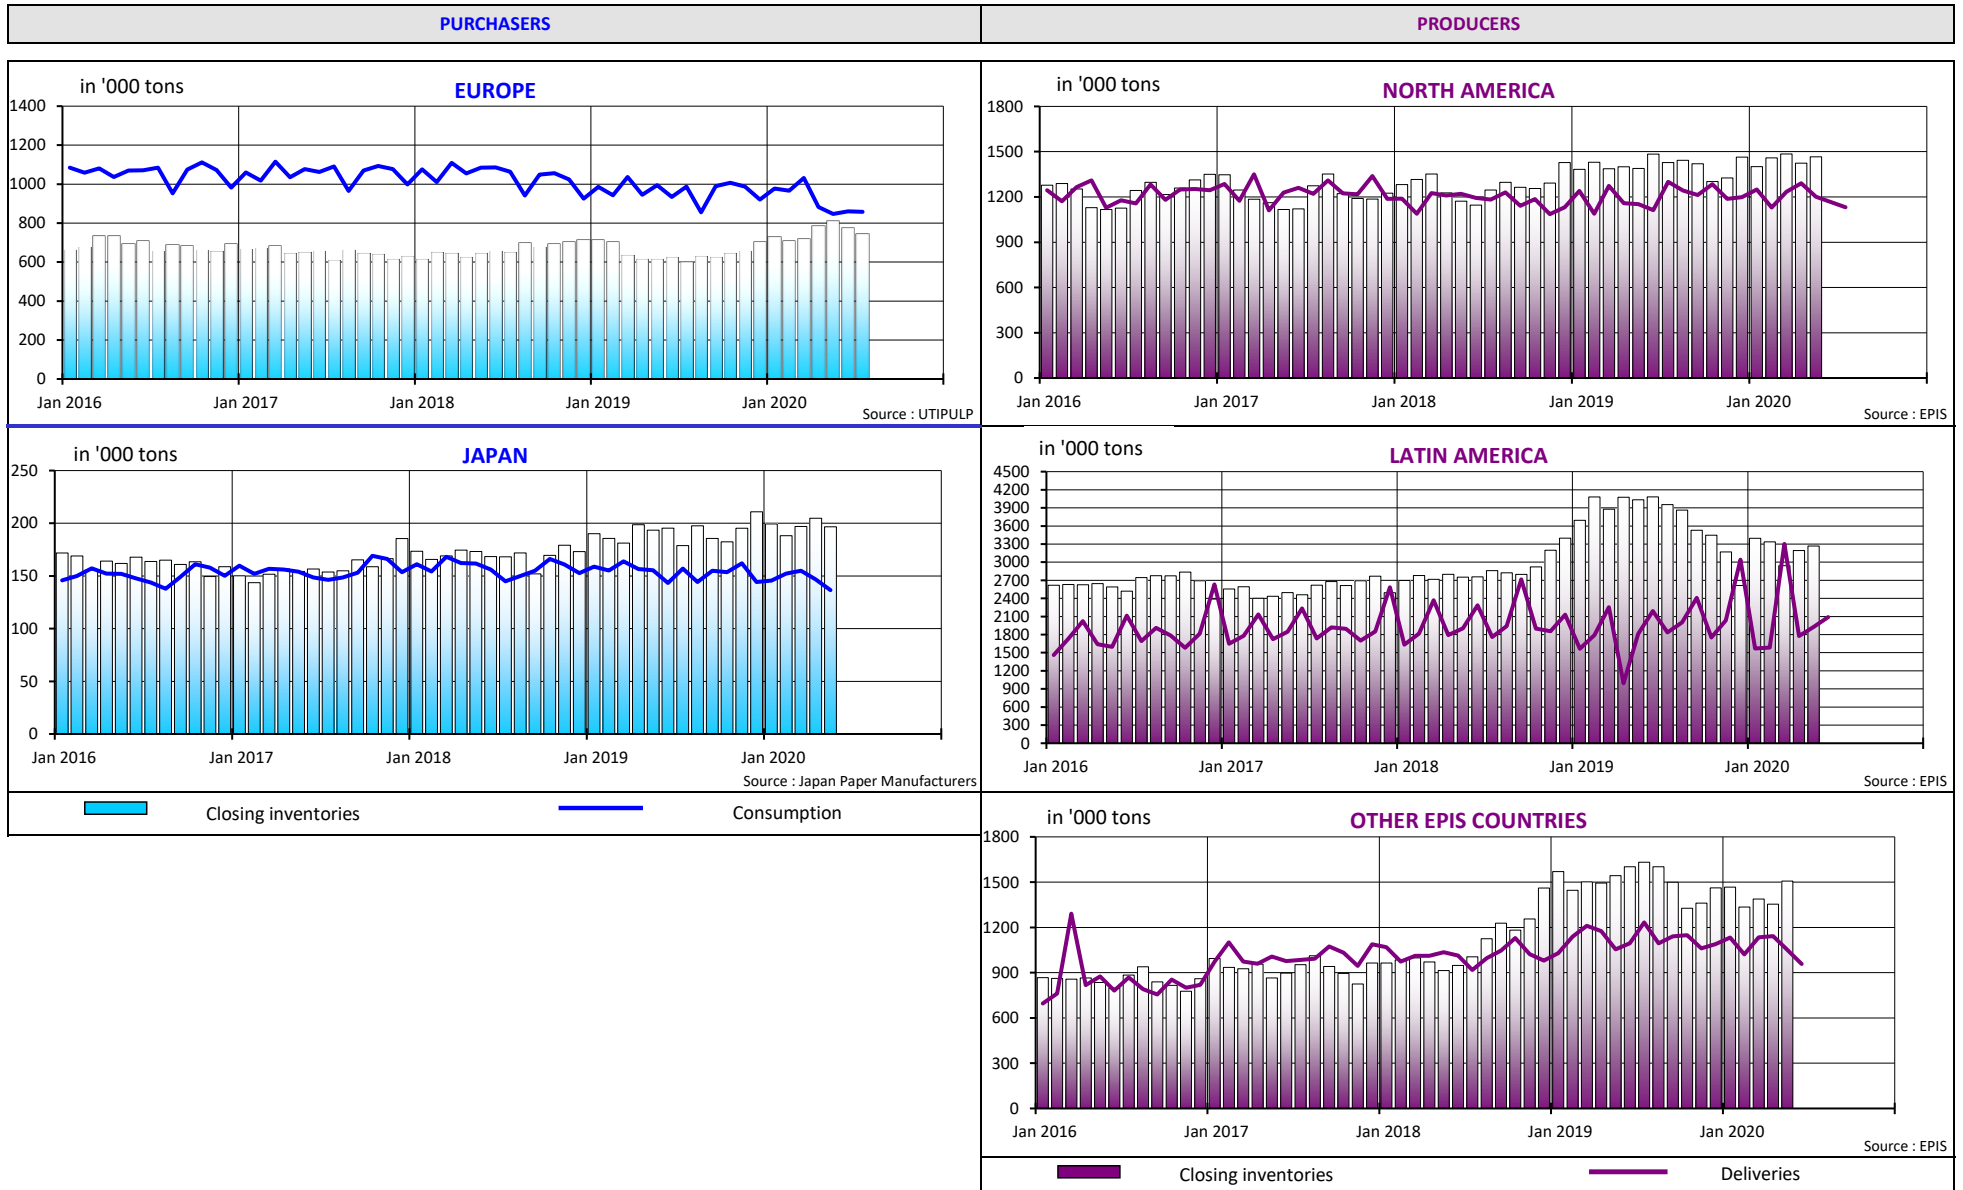 PURCHASERS
PRODUCERS
in '000 tons
EUROPE
1400
1200
1000
800
600
400
200
0
Jan 2016 Jan 2017 Jan 2018 Jan 2019 Jan 2020
Source : UTIPULP
in '000 tons
NORTH AMERICA
1800
1500
1200
900
600
300
0
Jan 2016 Jan 2017 Jan 2018 Jan 2019 Jan 2020
Source : EPIS
in '000 tons
JAPAN
250
200
150
100
50
0
Jan 2016 Jan 2017 Jan 2018 Jan 2019 Jan 2020
Source : Japan Paper Manufacturers
Closing inventories Consumption
in '000 tons
LATIN AMERICA
4500
4200
3900
3600
3300
3000
2700
2400
2100
1800
1500
1200
900
600
300
0
Jan 2016 Jan 2017 Jan 2018 Jan 2019 Jan 2020
Source : EPIS
in '000 tons
OTHER EPIS COUNTRIES
1800
1500
1200
900
600
300
0
Jan 2016 Jan 2017 Jan 2018 Jan 2019 Jan 2020
Source : EPIS
Closing inventories Deliveries